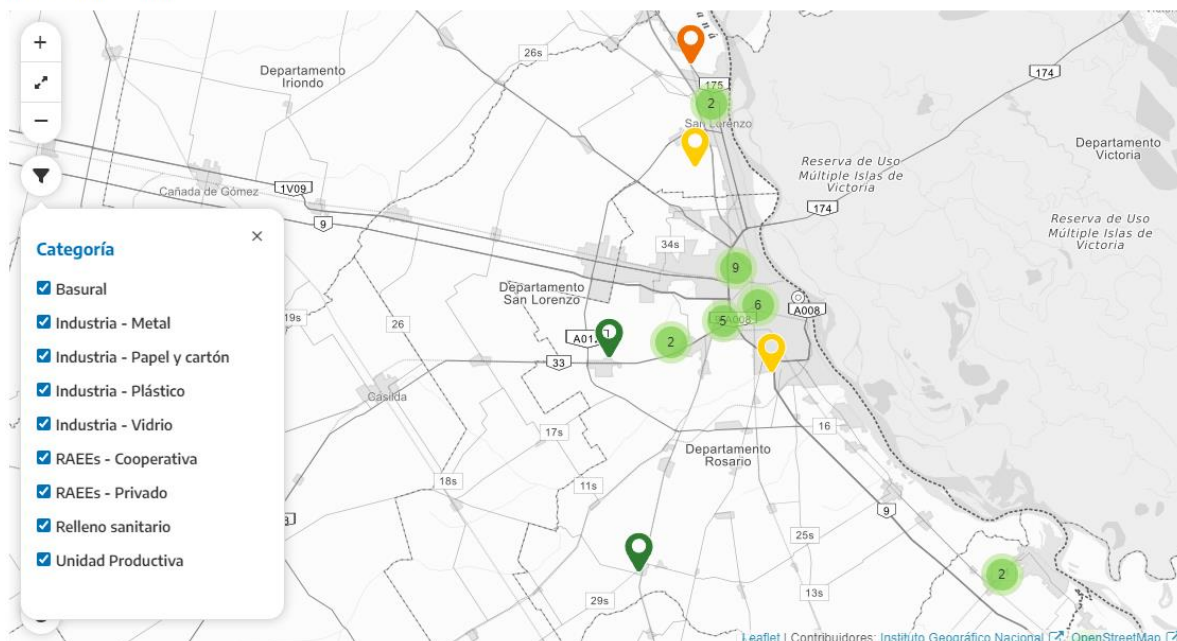 +
−
Categoría
×
Basural
Industria - Metal
Industria - Papel y cartón
Industria - Plástico
Industria - Vidrio
RAEEs - Cooperativa
RAEEs - Privado
Relleno sanitario
Unidad Productiva
26s
Departamento
Iriondo
175
2
San Lorenzo
174
Departamento
Victoria
Reserva de Uso
Múltiple Islas de
Victoria
Cañada de Gómez
1V09
174
9
Reserva de Uso
Múltiple Islas de
Victoria
34s
9
Departamento
San Lorenzo
6
A008
19s
26
5
A008
2
33
Casilda
16
17s
Departamento
Rosario
18s
11s
9
25s
2
29s
13s
Leaflet | Contribuidores: Instituto Geográfico Nacional, OpenStreetMap